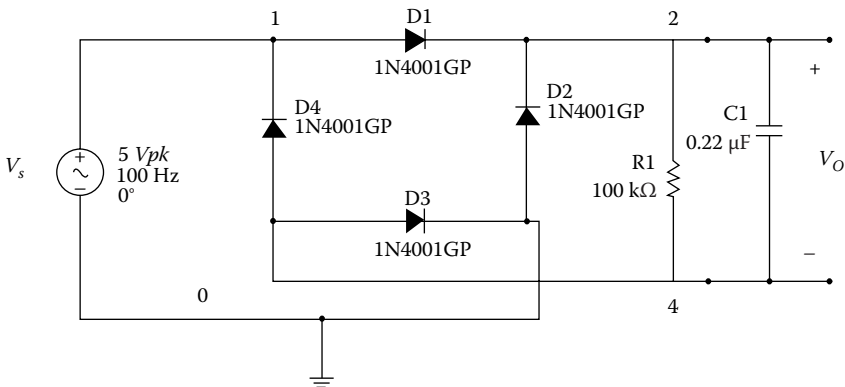 1
D1
1N4001GP
2
D2
1N4001GP
D4
1N4001GP
+
C1
0.22 µF
V_s
+
−
5 Vpk
100 Hz
0°
R1
100 kΩ
V_O
D3
1N4001GP
−
0
4